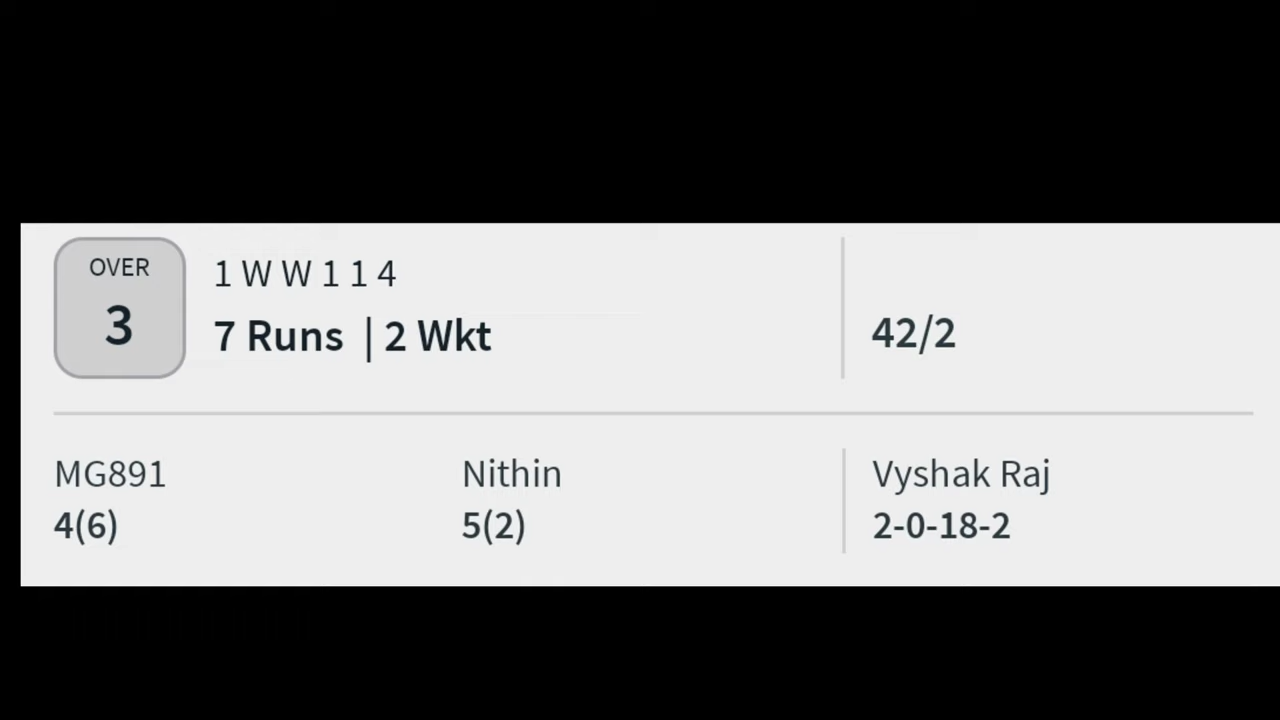 OVER
3
1 W W 1 1 4
7 Runs | 2 Wkt
42/2
MG891
4(6)
Nithin
5(2)
Vyshak Raj
2-0-18-2